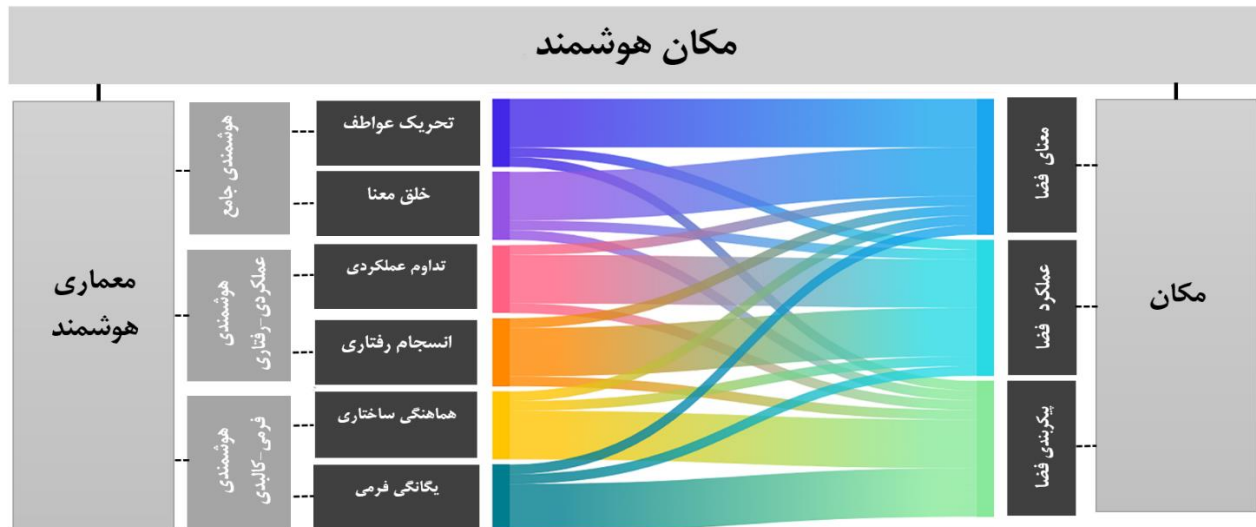 مکان هوشمند
مکان
معنای فضا
عملکرد فضا
پیکربندی فضا
تحریک عواطف
خلق معنا
تداوم عملکردی
انسجام رفتاری
هماهنگی ساختاری
یگانگی فرمی
هوشمندی جامع
هوشمندی
عملکردی-رفتاری
هوشمندی
فرمی-کالبدی
معماری
هوشمند